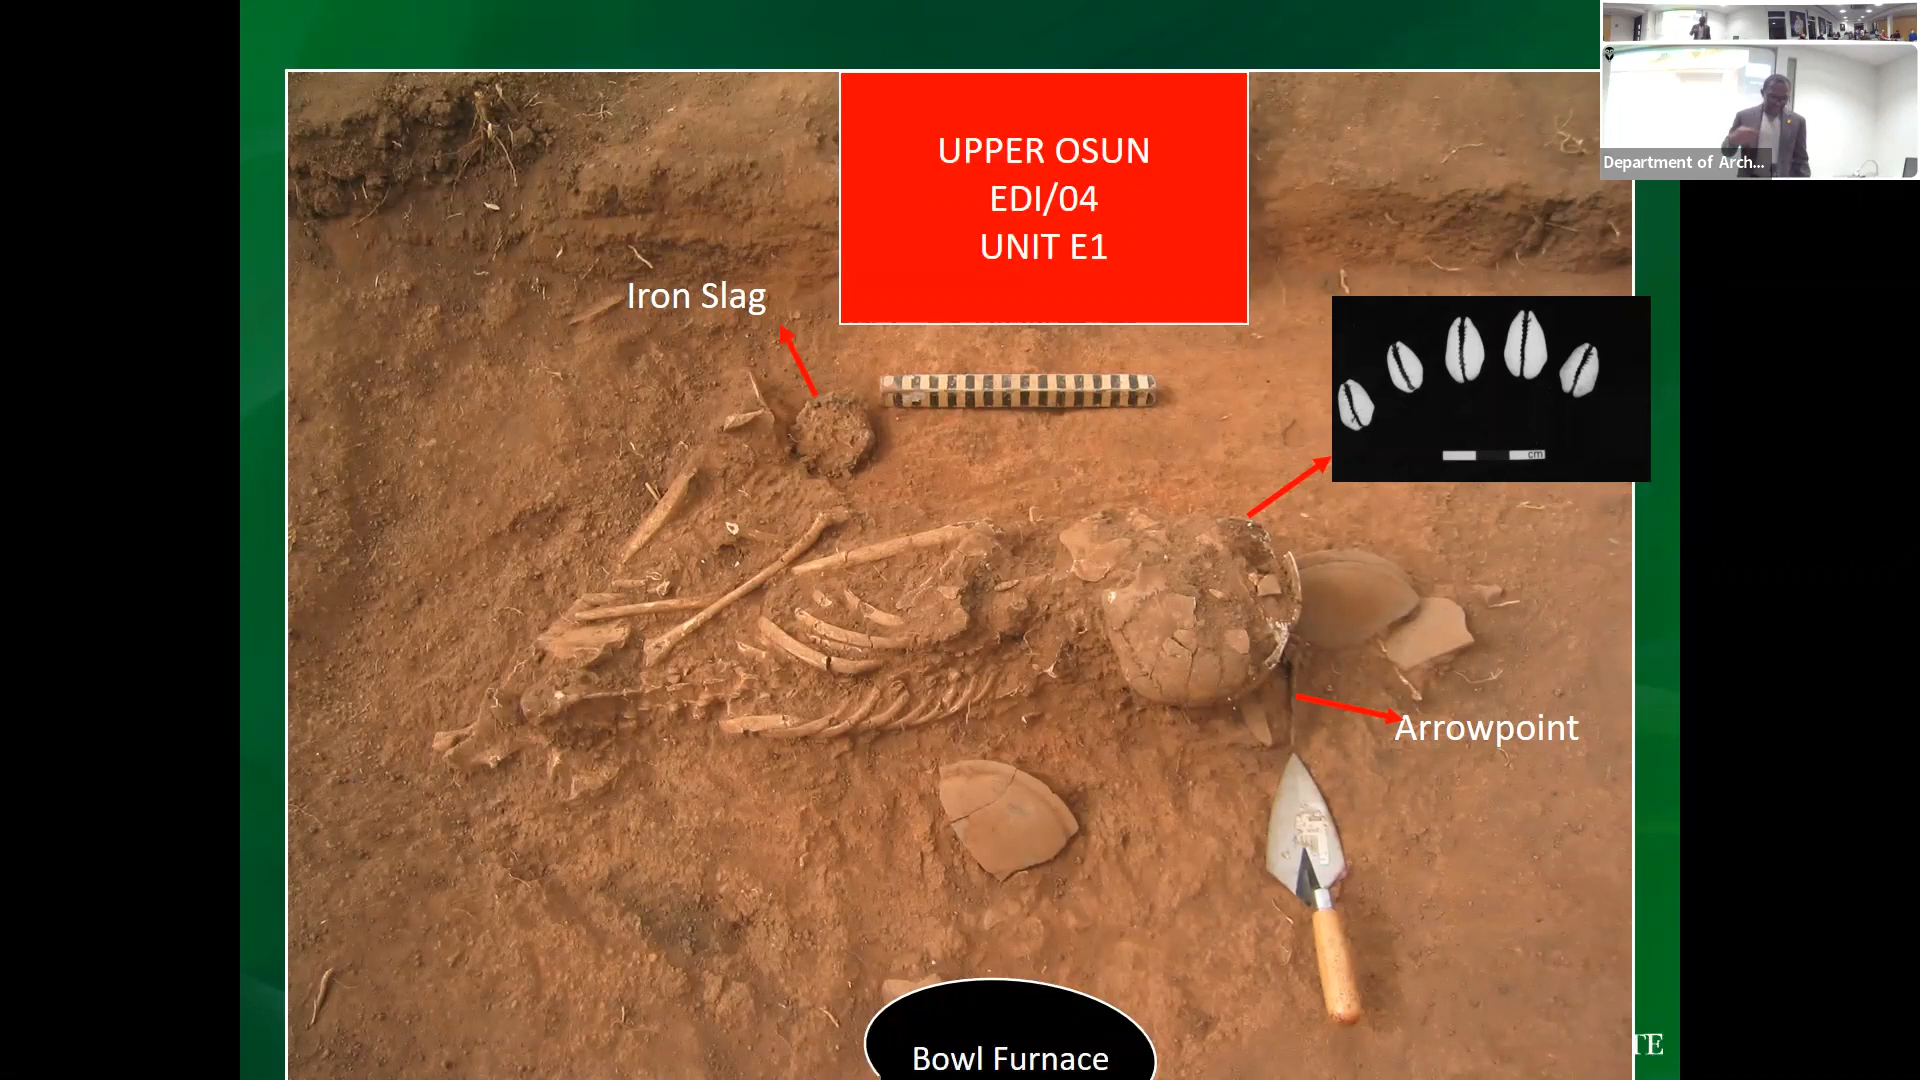 UPPER OSUN
EDI/04
UNIT E1
Iron Slag
cm
Arrowpoint
Bowl Furnace
Department of Arch...
TE